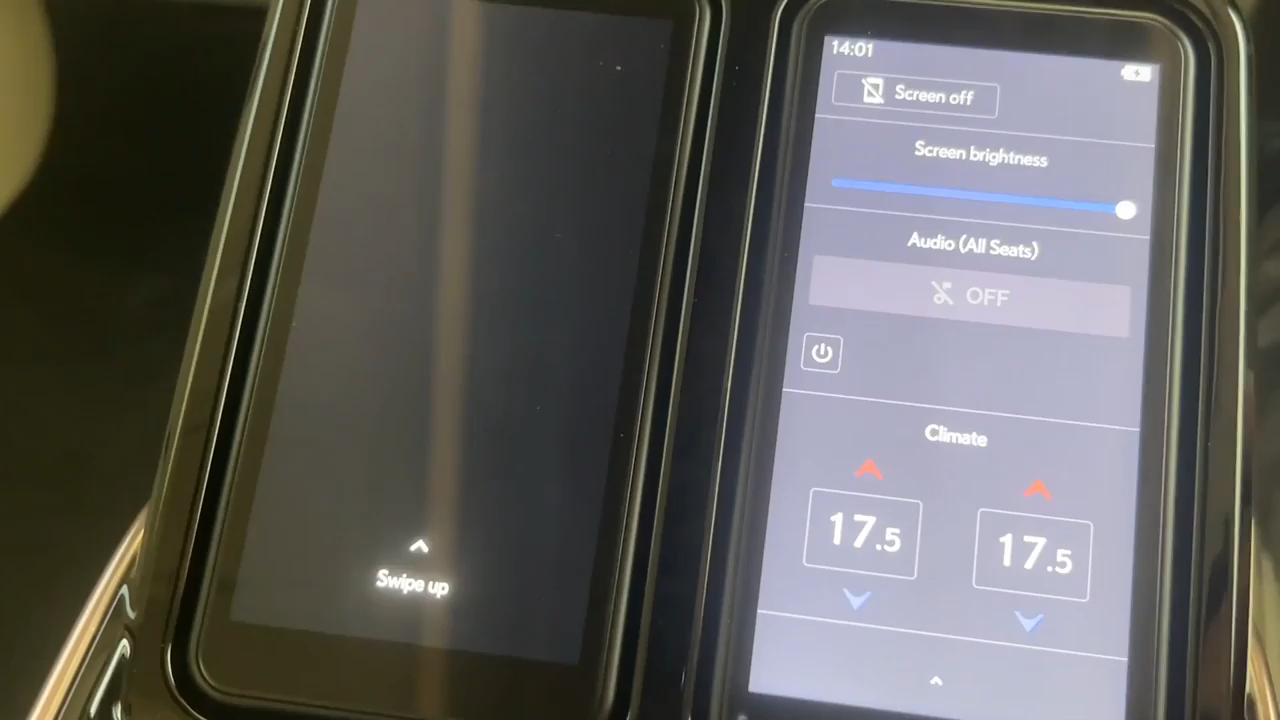 Swipe up
14:01
Screen off
Screen brightness
Audio (All Seats)
OFF
Climate
17.5
17.5